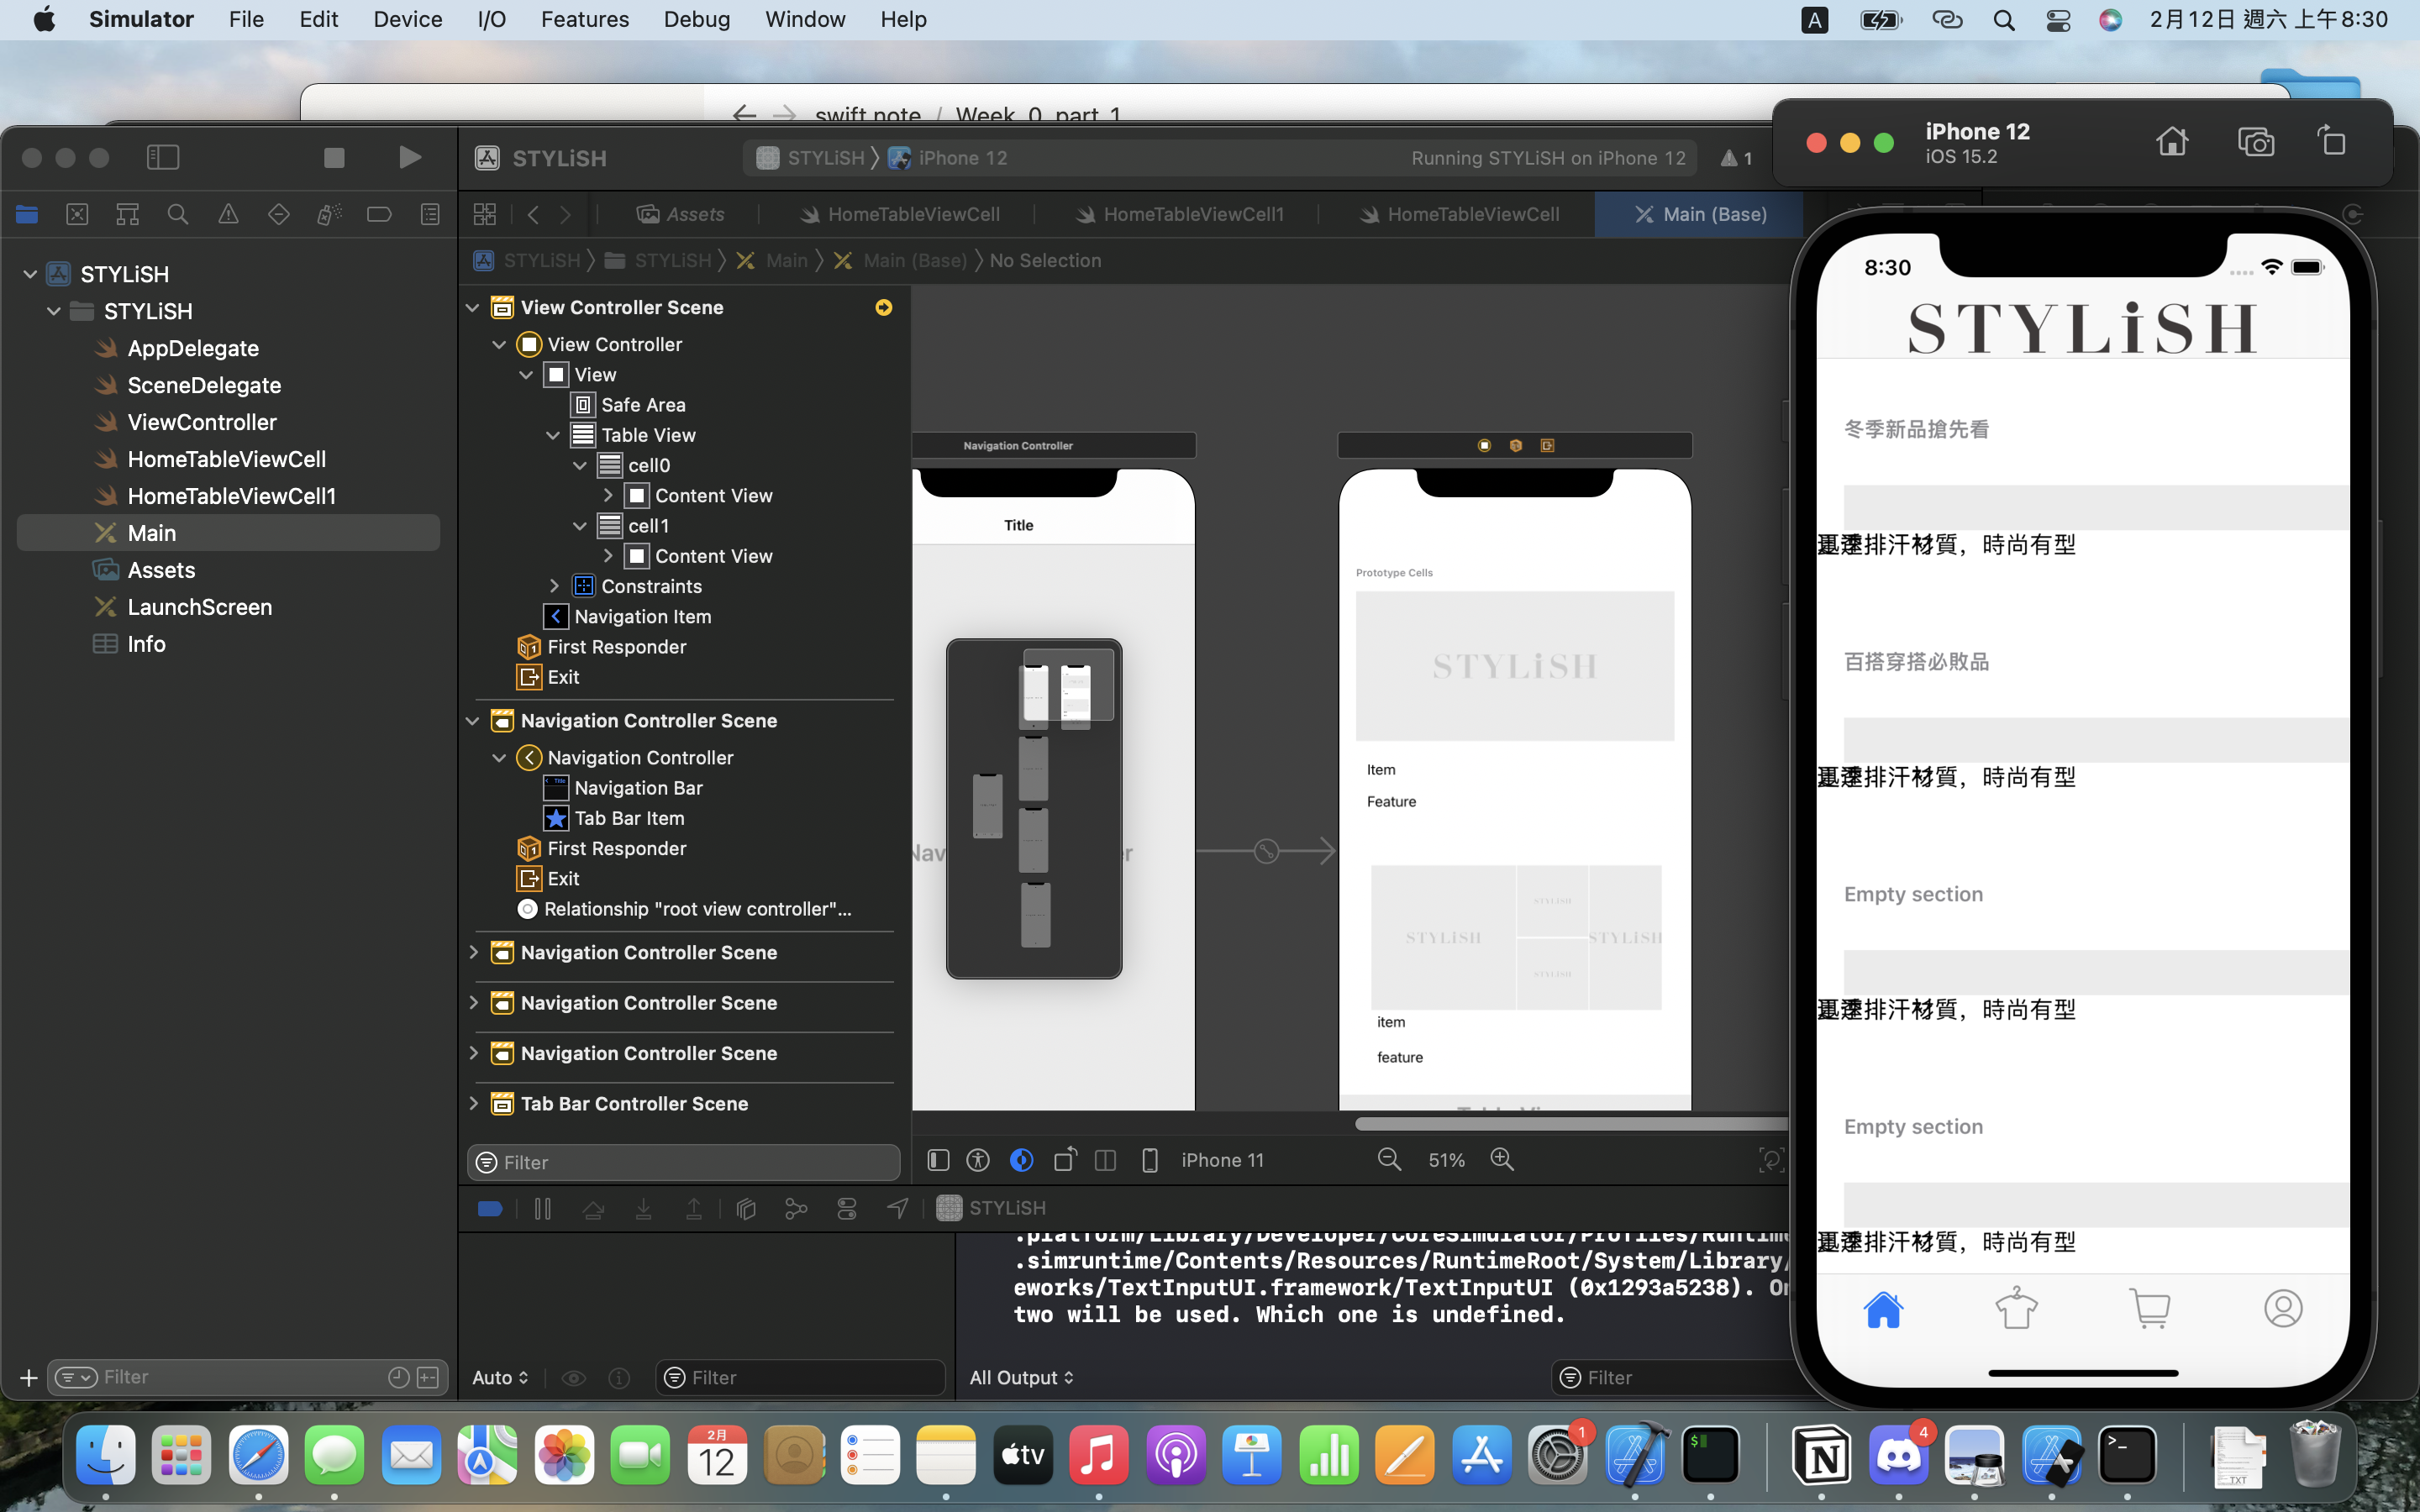 Simulator File Edit Device I/O Features Debug Window Help
A 2月12日 週六 上午8:30
swift note / Week_0_part_1
STYLiSH
STYLiSH iPhone 12 Running STYLiSH on iPhone 12 1
iPhone 12
iOS 15.2
Assets HomeTableViewCell HomeTableViewCell1 HomeTableViewCell Main (Base)
STYLiSH STYLiSH Main Main (Base) No Selection
STYLiSH
STYLiSH
AppDelegate
SceneDelegate
ViewController
HomeTableViewCell
HomeTableViewCell1
Main
Assets
LaunchScreen
Info
Filter
View Controller Scene
View Controller
View
Safe Area
Table View
cell0
Content View
cell1
Content View
Constraints
Navigation Item
First Responder
Exit
Navigation Controller Scene
Navigation Controller
Navigation Bar
Tab Bar Item
First Responder
Exit
Relationship "root view controller"...
Navigation Controller Scene
Navigation Controller Scene
Navigation Controller Scene
Tab Bar Controller Scene
Filter
Navigation Controller
Title
Prototype Cells
STYLiSH
Item
Feature
STYLiSH STYLiSH STYLiSH
STYLiSH
item
feature
iPhone 11 51%
STYLiSH
.platform/Library/Developer/CoreSimulator/Profiles/Runtime
.simruntime/Contents/Resources/RuntimeRoot/System/Library/
eworks/TextInputUI.framework/TextInputUI (0x1293a5238). On
two will be used. Which one is undefined.
Auto Filter
All Output Filter
8:30
STYLiSH
冬季新品搶先看
排汗材質，時尚有型
百搭穿搭必敗品
排汗材質，時尚有型
Empty section
排汗材質，時尚有型
Empty section
排汗材質，時尚有型
2月
12
tv
1
$
N
4
>_
TXT